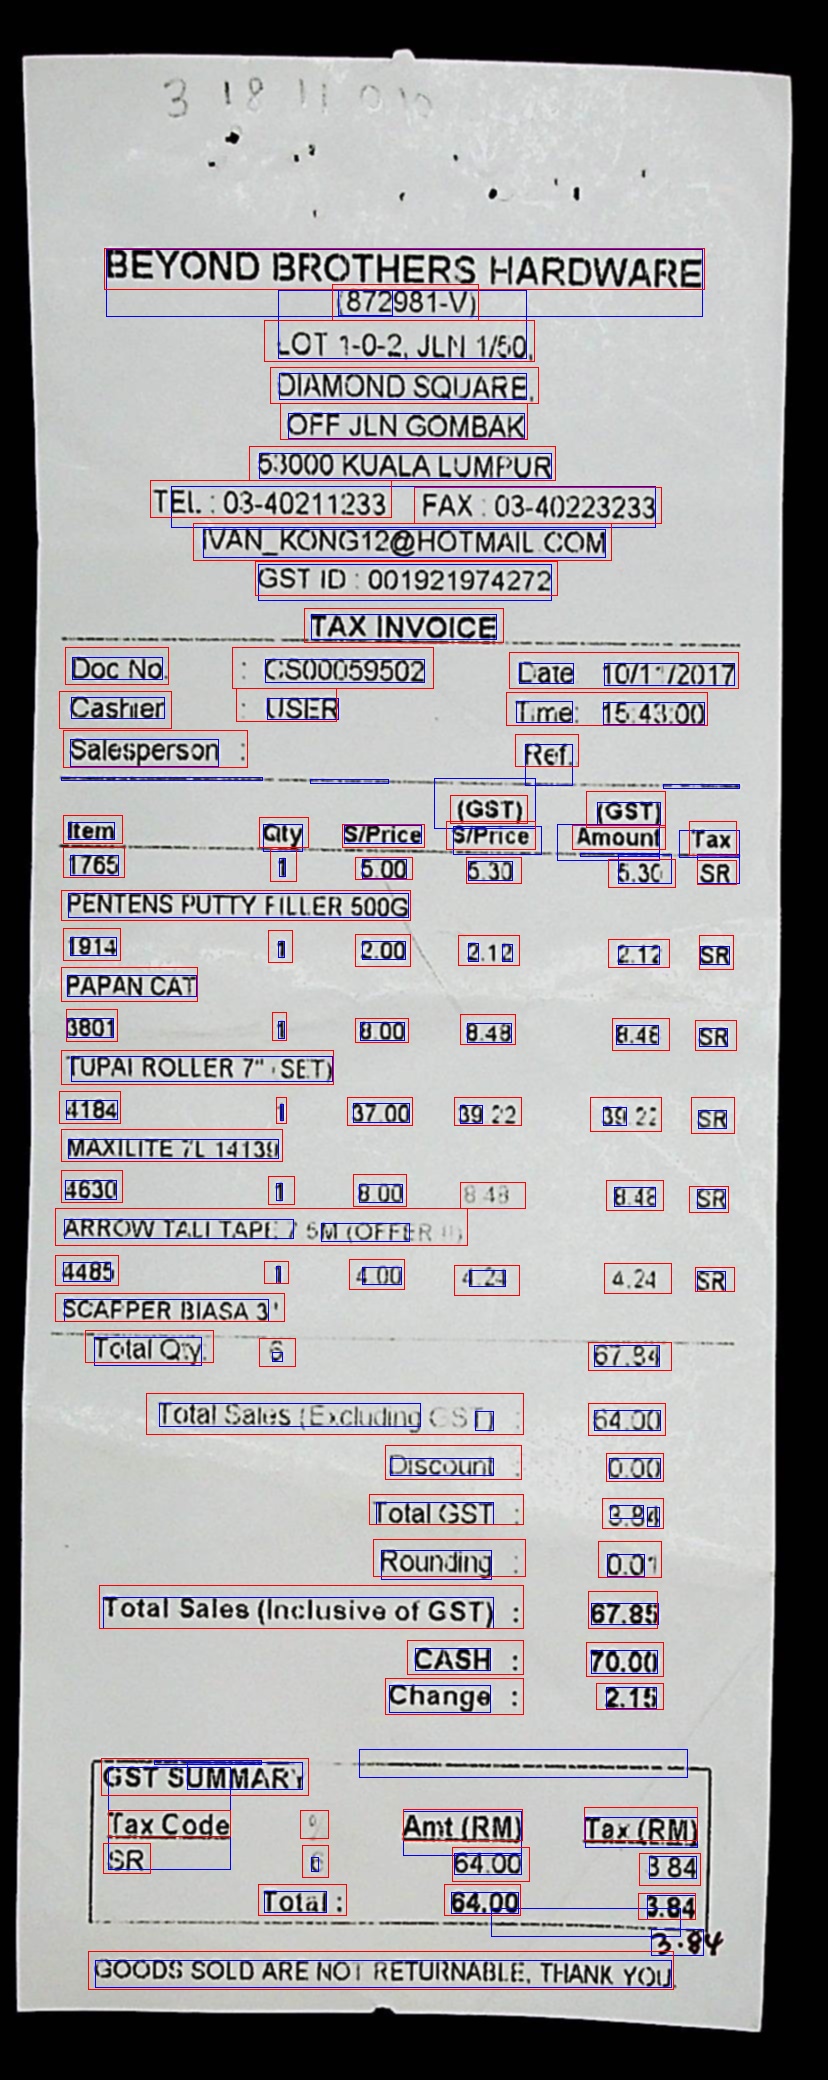 3 18 11 0 10
BEYOND BROTHERS HARDWARE
(872981-V)
LOT 1-0-2, JLN 1/50,
DIAMOND SQUARE,
OFF JLN GOMBAK
53000 KUALA LUMPUR
TEL : 03-40211233 FAX : 03-40223233
IVAN_KONG12@HOTMAIL.COM
GST ID : 001921974272
TAX INVOICE
Doc No. : CS00059502 Date 10/11/2017
Cashier : USER Time: 15:43:00
Salesperson : Ref.
(GST) (GST)
Item Qty S/Price S/Price Amount Tax
1765 1 5.00 5.30 5.30 SR
PENTENS PUTTY FILLER 500G
1914 1 2.00 2.12 2.12 SR
PAPAN CAT
3801 1 8.00 8.48 8.48 SR
TUPAI ROLLER 7" (SET)
4184 1 37.00 39.22 39.22 SR
MAXILITE 7L 14139
4630 1 8.00 8.48 8.48 SR
ARROW TALI TAPE 7.5M (OFFER !!)
4485 1 4.00 4.24 4.24 SR
SCAPPER BIASA 3"
Total Qty: 6 67.84
Total Sales (Excluding GST) : 64.00
Discount : 0.00
Total GST : 3.84
Rounding : 0.01
Total Sales (Inclusive of GST) : 67.85
CASH : 70.00
Change : 2.15
GST SUMMARY
Tax Code % Amt (RM) Tax (RM)
SR 6 64.00 3.84
Total : 64.00 3.84
3.84
GOODS SOLD ARE NOT RETURNABLE, THANK YOU.